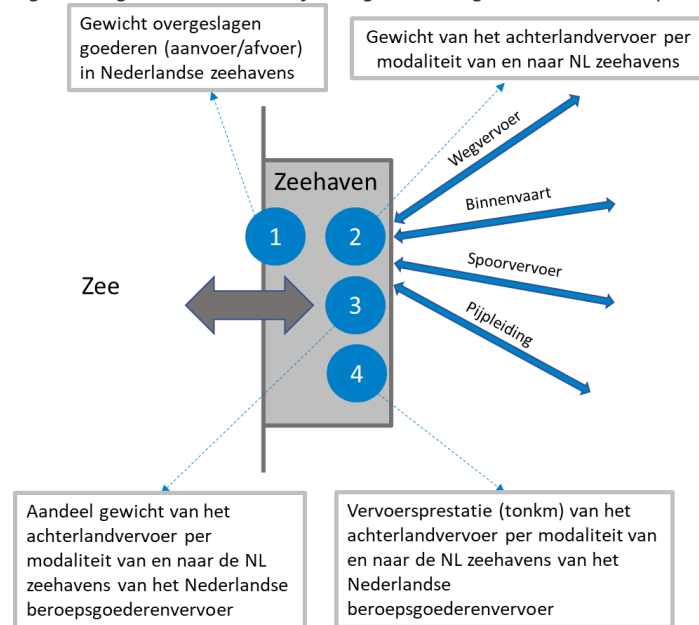 Gewicht overgeslagen
goederen (aanvoer/afvoer)
in Nederlandse zeehavens
Gewicht van het achterlandvervoer per
modaliteit van en naar NL zeehavens
Wegvervoer
Zeehaven
Binnenvaart
1
2
Spoorvervoer
Zee
3
Pijpleiding
4
Aandeel gewicht van het
achterlandvervoer per
modaliteit van en naar de NL
zeehavens van het Nederlandse
beroepsgoederenvervoer
Vervoersprestatie (tonkm) van het
achterlandvervoer per modaliteit van
en naar de NL zeehavens van het
Nederlandse
beroepsgoederenvervoer